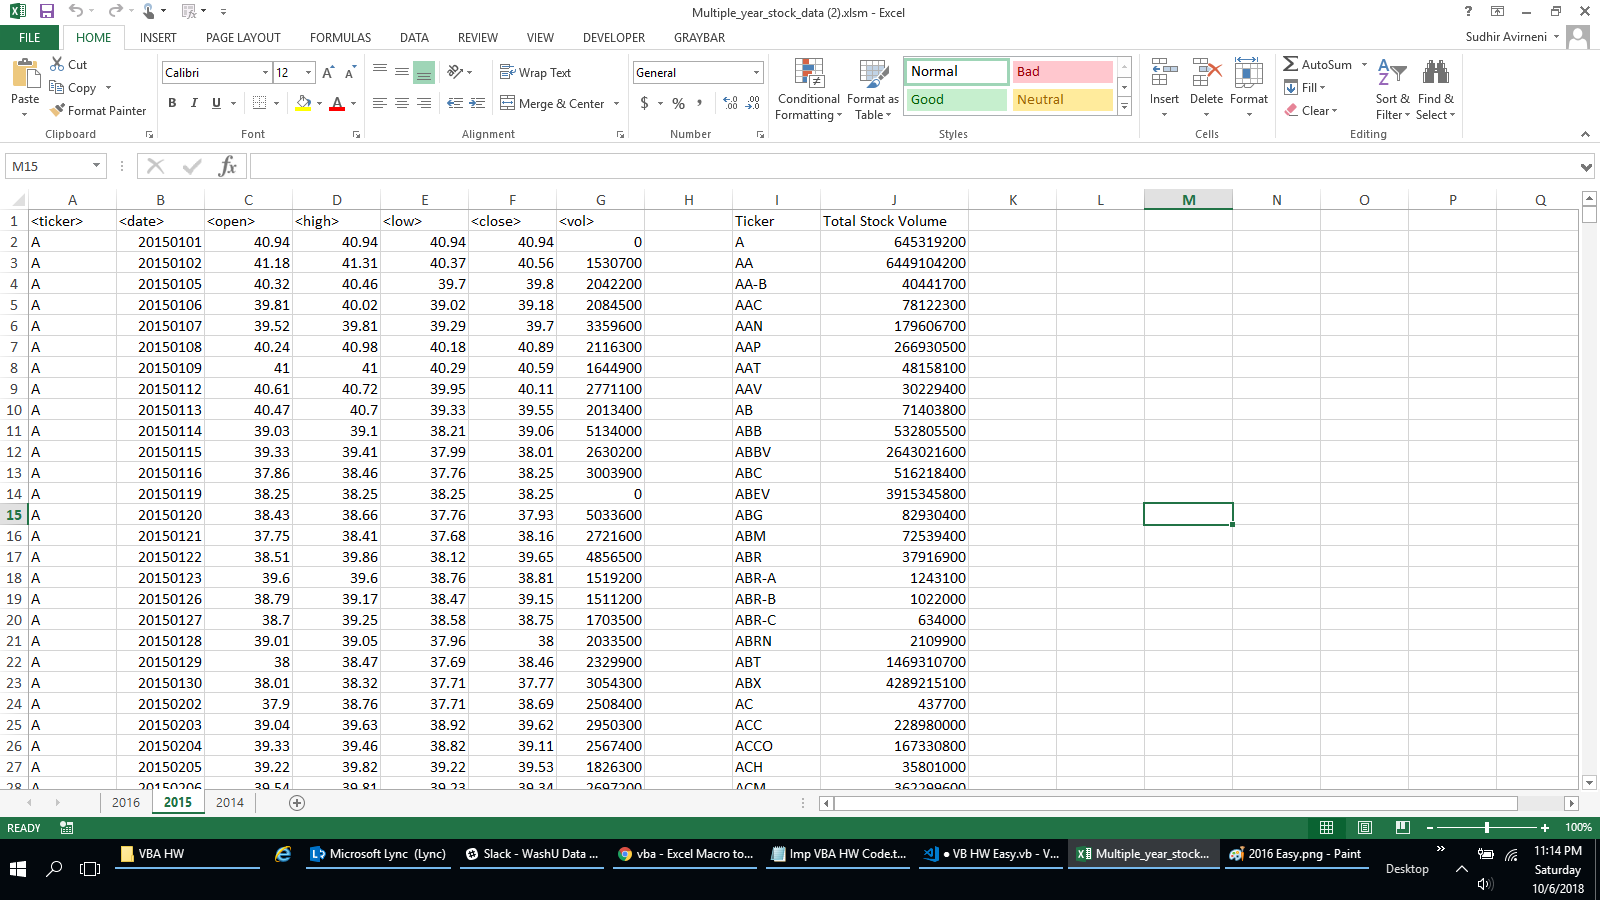 Multiple_year_stock_data (2).xlsm - Excel
FILE HOME INSERT PAGE LAYOUT FORMULAS DATA REVIEW VIEW DEVELOPER GRAYBAR Sudhir Avirneni
Paste Cut Copy Format Painter Clipboard
Calibri 12 B I U A Font
Wrap Text Merge & Center Alignment
General $ % , Number
Conditional Formatting Format as Table Normal Bad Good Neutral Styles
Insert Delete Format Cells
AutoSum Fill Clear Sort & Filter Find & Select Editing
M15 fx
A B C D E F G H I J K L M N O P Q
1 <ticker> <date> <open> <high> <low> <close> <vol> Ticker Total Stock Volume
2 A 20150101 40.94 40.94 40.94 40.94 0 A 645319200
3 A 20150102 41.18 41.31 40.37 40.56 1530700 AA 6449104200
4 A 20150105 40.32 40.46 39.7 39.8 2042200 AA-B 40441700
5 A 20150106 39.81 40.02 39.02 39.18 2084500 AAC 78122300
6 A 20150107 39.52 39.81 39.29 39.7 3359600 AAN 179606700
7 A 20150108 40.24 40.98 40.18 40.89 2116300 AAP 266930500
8 A 20150109 41 41 40.29 40.59 1644900 AAT 48158100
9 A 20150112 40.61 40.72 39.95 40.11 2771100 AAV 30229400
10 A 20150113 40.47 40.7 39.33 39.55 2013400 AB 71403800
11 A 20150114 39.03 39.1 38.21 39.06 5134000 ABB 532805500
12 A 20150115 39.33 39.41 37.99 38.01 2630200 ABBV 2643021600
13 A 20150116 37.86 38.46 37.76 38.25 3003900 ABC 516218400
14 A 20150119 38.25 38.25 38.25 38.25 0 ABEV 3915345800
15 A 20150120 38.43 38.66 37.76 37.93 5033600 ABG 82930400
16 A 20150121 37.75 38.41 37.68 38.16 2721600 ABM 72539400
17 A 20150122 38.51 39.86 38.12 39.65 4856500 ABR 37916900
18 A 20150123 39.6 39.6 38.76 38.81 1519200 ABR-A 1243100
19 A 20150126 38.79 39.17 38.47 39.15 1511200 ABR-B 1022000
20 A 20150127 38.7 39.25 38.58 38.75 1703500 ABR-C 634000
21 A 20150128 39.01 39.05 37.96 38 2033500 ABRN 2109900
22 A 20150129 38 38.47 37.69 38.46 2329900 ABT 1469310700
23 A 20150130 38.01 38.32 37.71 37.77 3054300 ABX 4289215100
24 A 20150202 37.9 38.76 37.71 38.69 2508400 AC 437700
25 A 20150203 39.04 39.63 38.92 39.62 2950300 ACC 228980000
26 A 20150204 39.33 39.46 38.82 39.11 2567400 ACCO 167330800
27 A 20150205 39.22 39.82 39.22 39.53 1826300 ACH 35801000
28 A 20150206 39.54 39.81 39.23 39.34 2697200 ACM 362299600
2016 2015 2014
READY 100%
VBA HW Microsoft Lync (Lync) Slack - WashU Data ... vba - Excel Macro to... Imp VBA HW Code.t... ● VB HW Easy.vb - V... Multiple_year_stock... 2016 Easy.png - Paint Desktop
11:14 PM
Saturday
10/6/2018